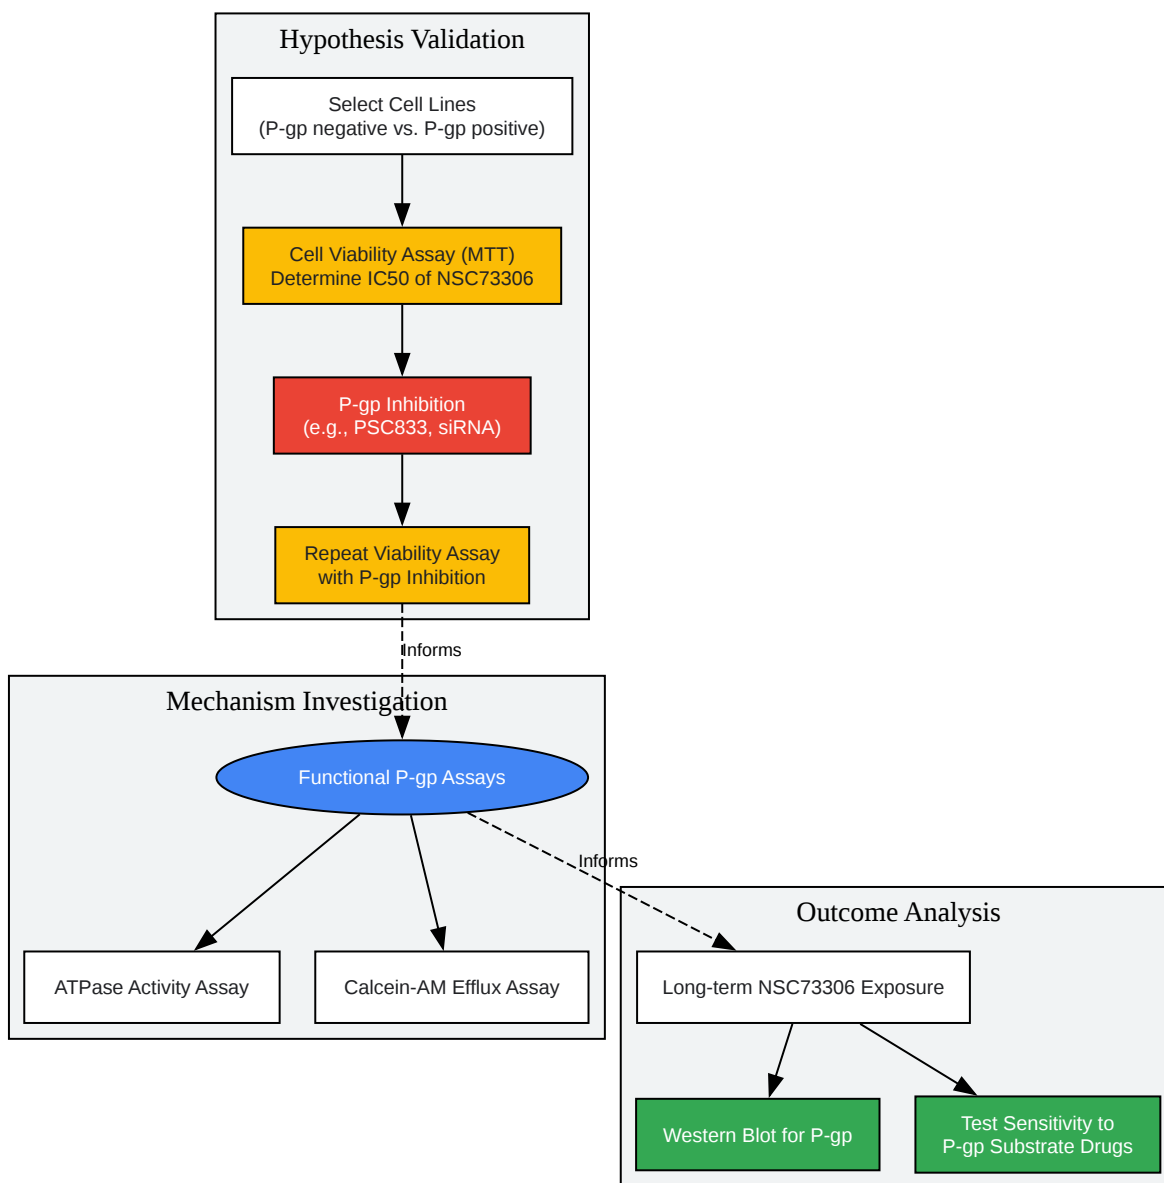 Hypothesis Validation
Select Cell Lines
(P-gp negative vs. P-gp positive)
Cell Viability Assay (MTT)
Determine IC50 of NSC73306
P-gp Inhibition
(e.g., PSC833, siRNA)
Repeat Viability Assay
with P-gp Inhibition
Informs
Mechanism Investigation
Functional P-gp Assays
Informs
ATPase Activity Assay
Calcein-AM Efflux Assay
Outcome Analysis
Long-term NSC73306 Exposure
Western Blot for P-gp
Test Sensitivity to
P-gp Substrate Drugs